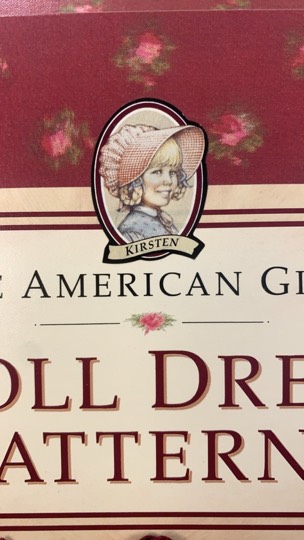 KIRSTEN
E AMERICAN GI
OLL DRE
ATTERN